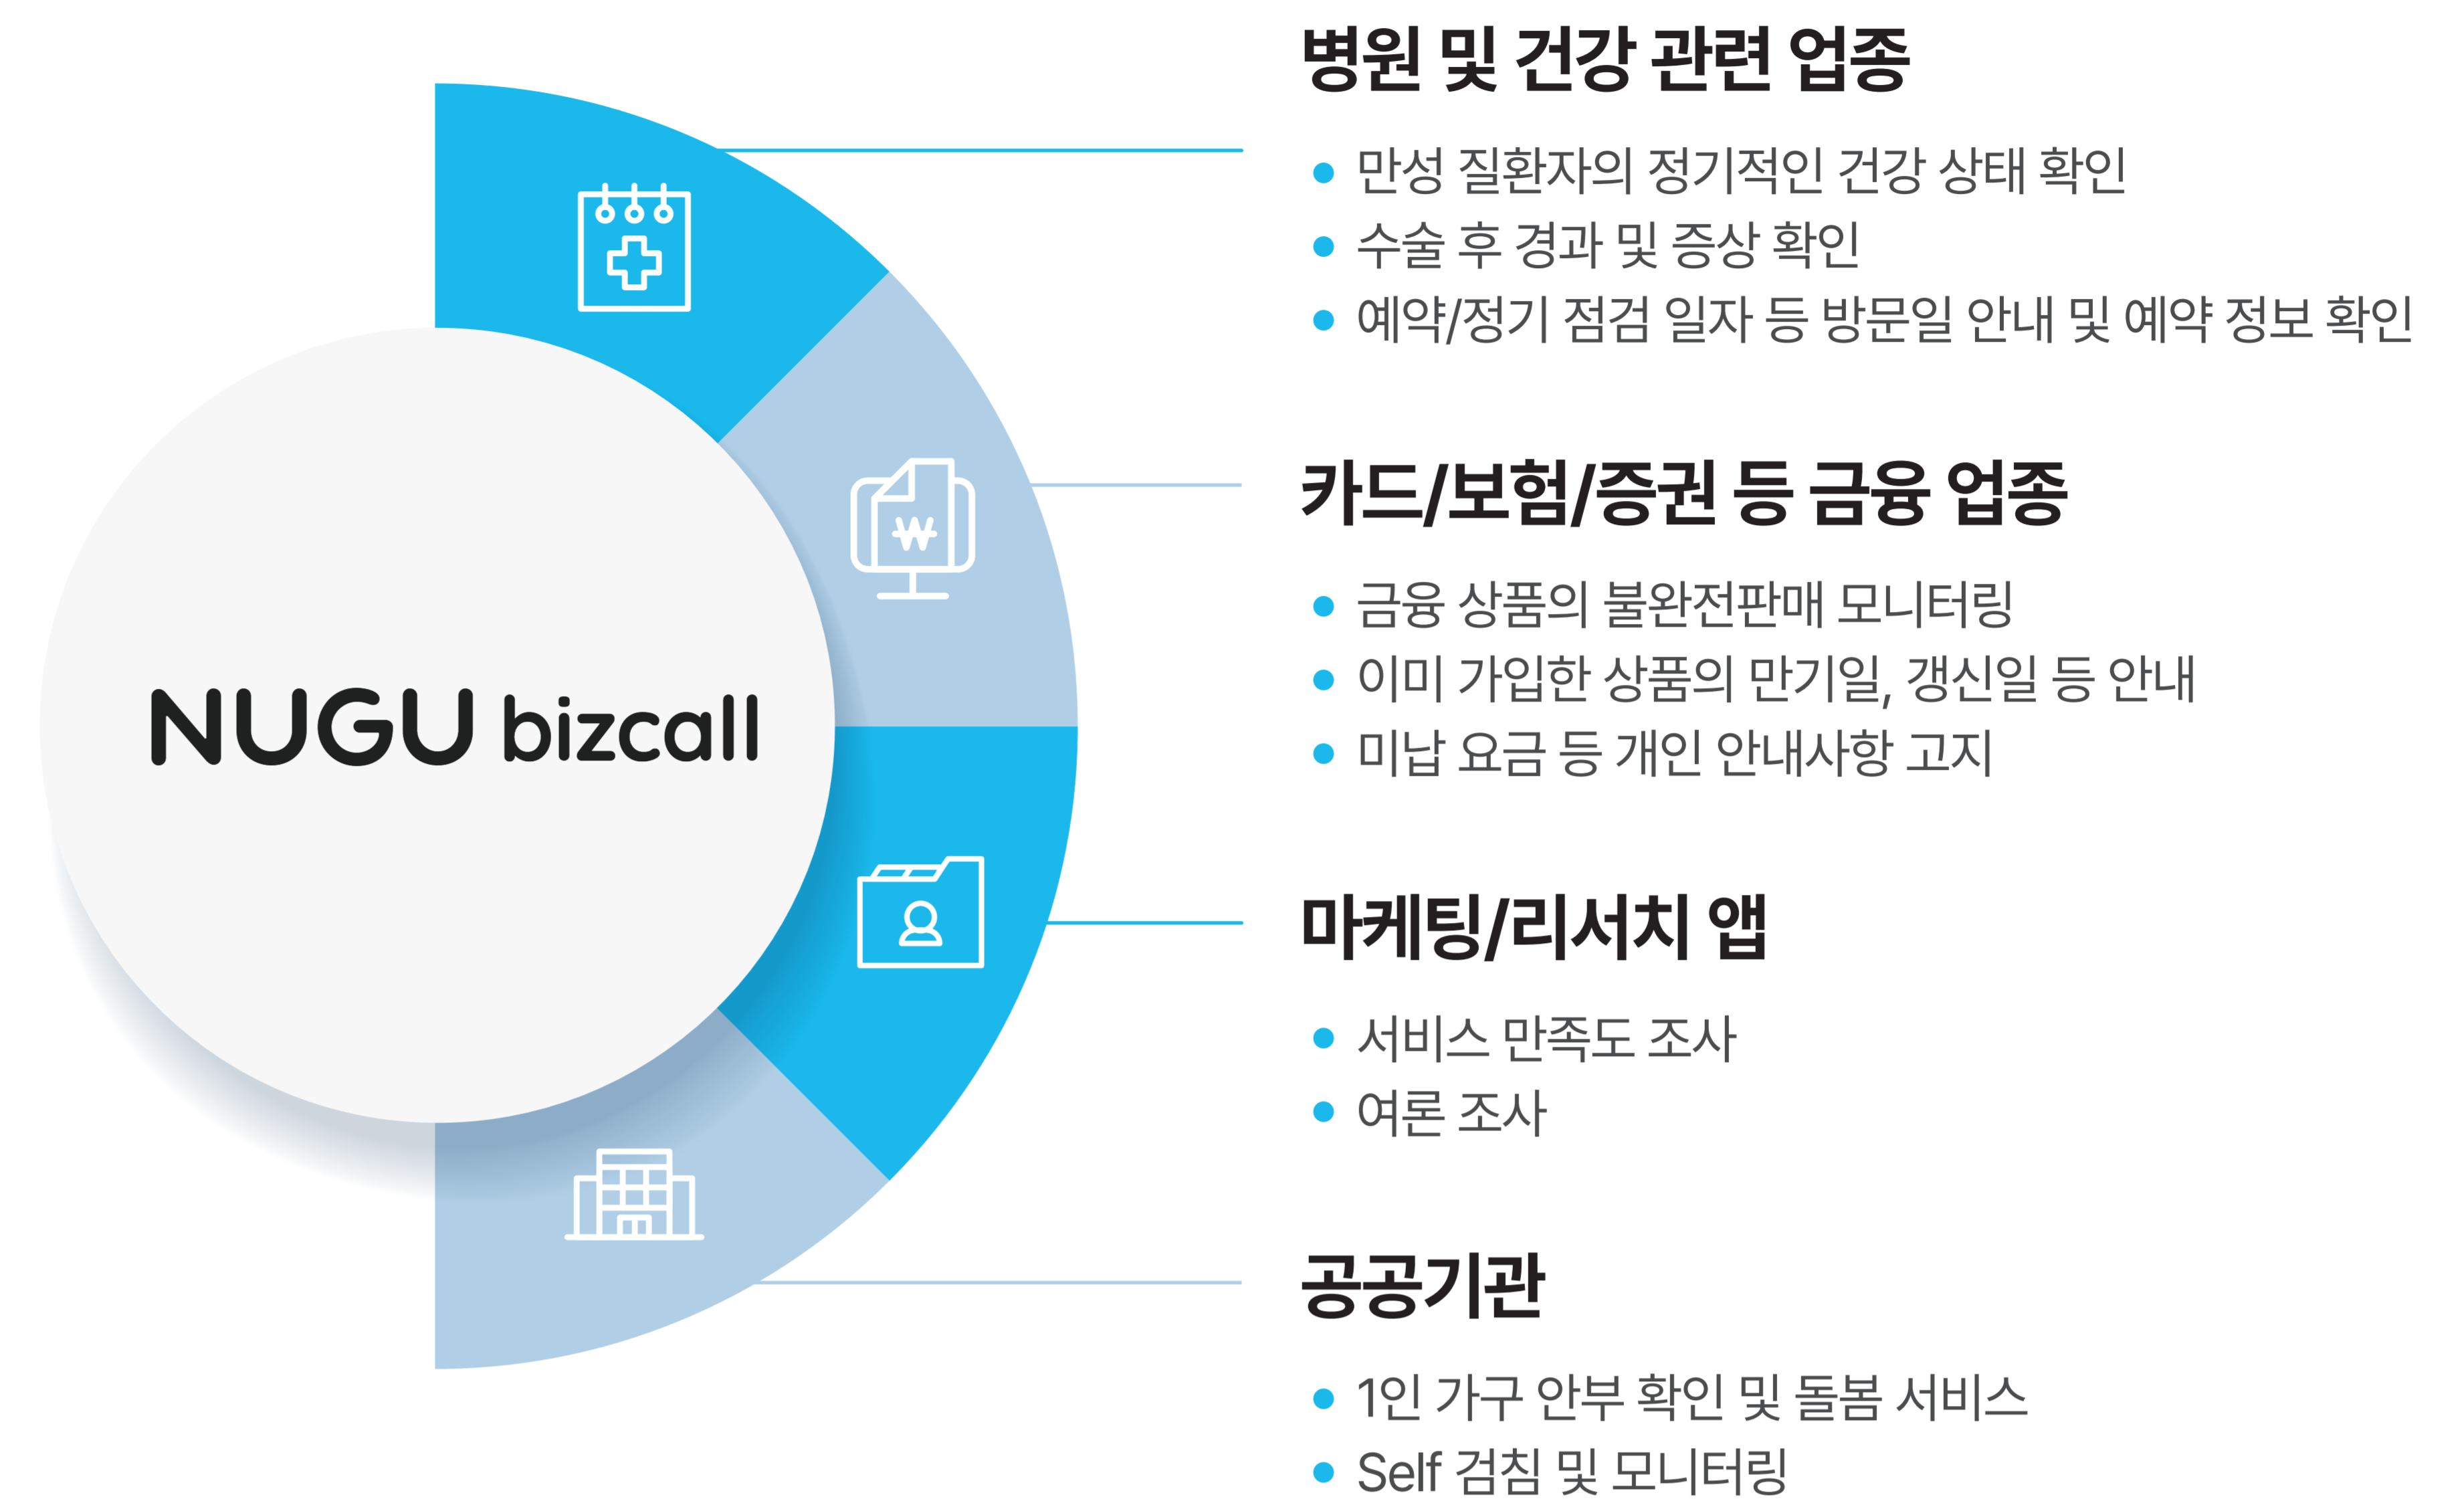 병원 및 건강 관련 업종
만성 질환자의 정기적인 건강 상태 확인
수술 후 경과 및 증상 확인
예약/정기 점검 일자 등 방문일 안내 및 예약 정보 확인
카드/보험/증권 등 금융 업종
금융 상품의 불완전판매 모니터링
이미 가입한 상품의 만기일, 갱신일 등 안내
미납 요금 등 개인 안내사항 고지
NUGU bizcall
마케팅/리서치 앱
서비스 만족도 조사
여론 조사
공공기관
1인 가구 안부 확인 및 돌봄 서비스
Self 검침 및 모니터링